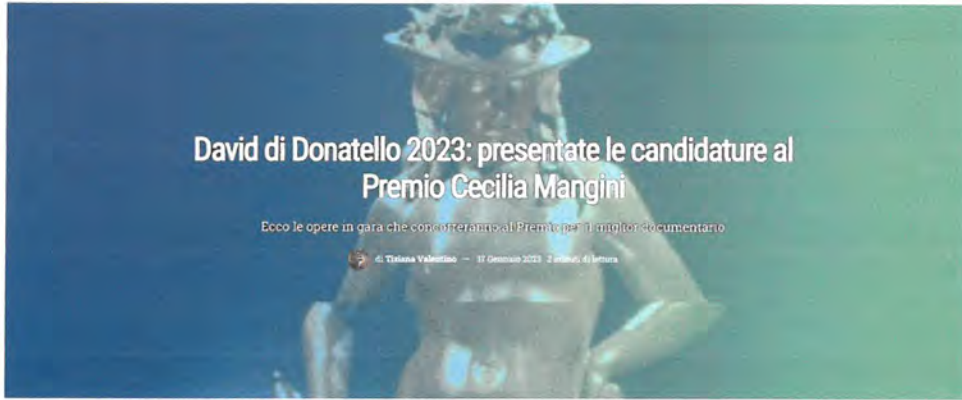 David di Donatello 2023: presentate le candidature al
Premio Cecilia Mangini
Ecco le opere in gara che concorreranno al Premio per il miglior documentario
di Tiziana Valentino — 17 Gennaio 2023 2 minuti di lettura